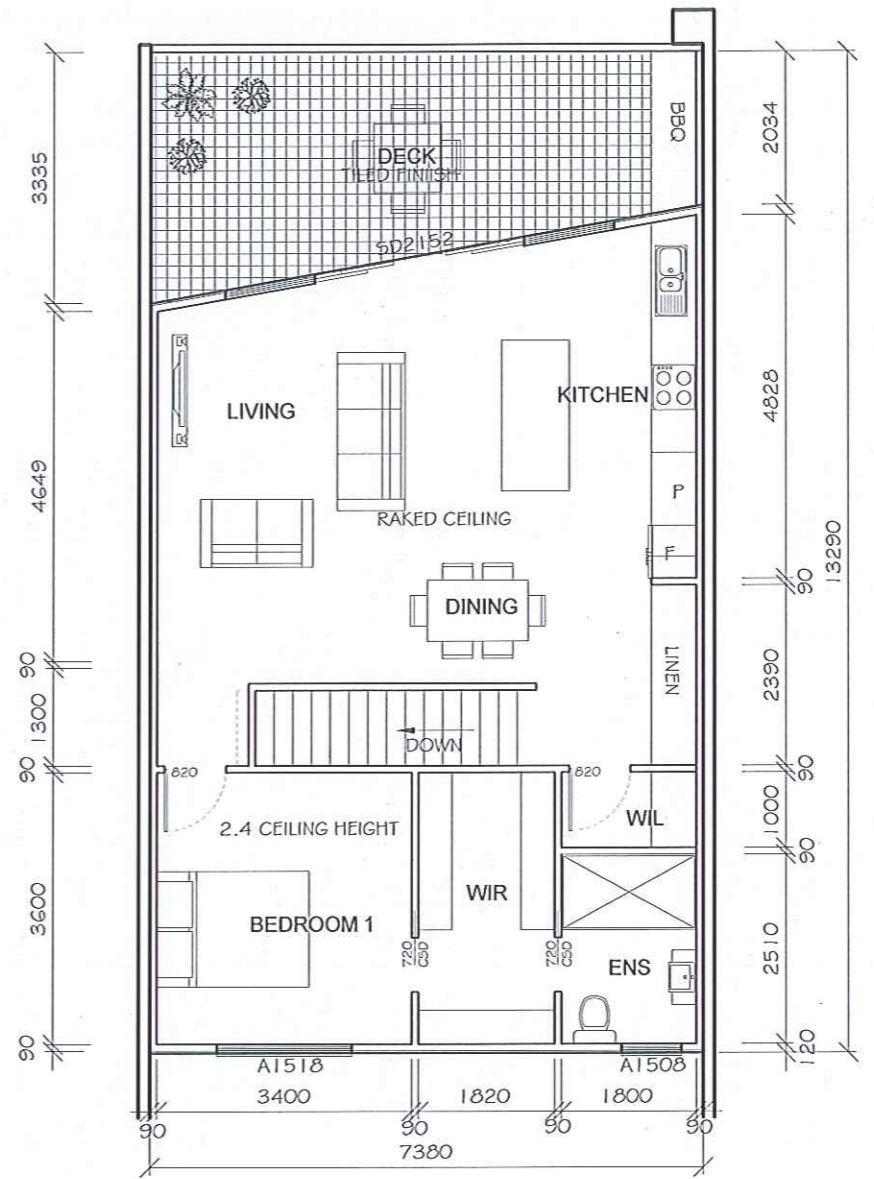 BBQ
2034
3335
DECK
TILED FINIISH
SD2152
13290
4828
LIVING
KITCHEN
4649
P
RAKED CEILING
F
90
DINING
LINEN
2390
90
1300
DOWN
90
820
820
90
2.4 CEILING HEIGHT
WIL
1000
90
WIR
3600
BEDROOM 1
720
CSD
720
CSD
ENS
2510
90
120
A1518
A1508
3400
1820
1800
90
90
90
90
7380